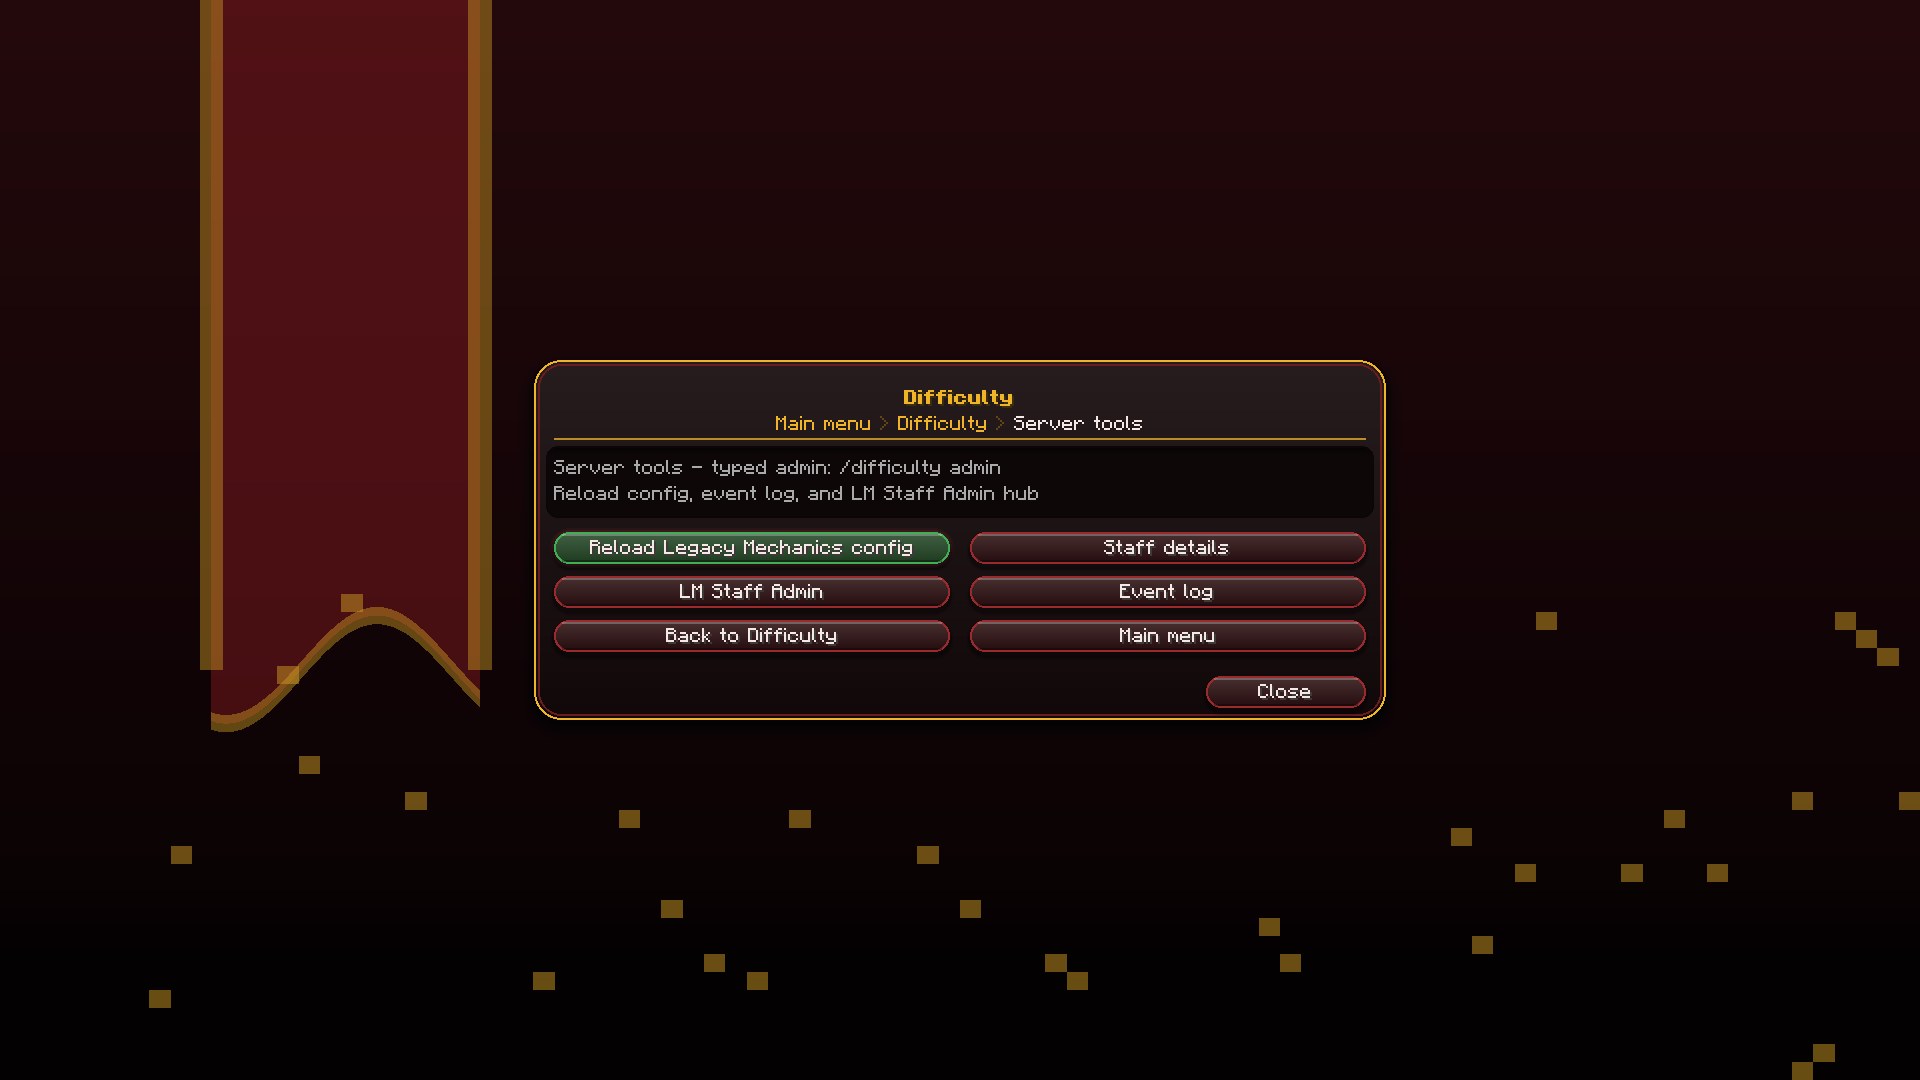 Difficulty
Main menu > Difficulty > Server tools
Server tools – typed admin: /difficulty admin
Reload config, event log, and LM Staff Admin hub
Reload Legacy Mechanics config
Staff details
LM Staff Admin
Event log
Back to Difficulty
Main menu
Close